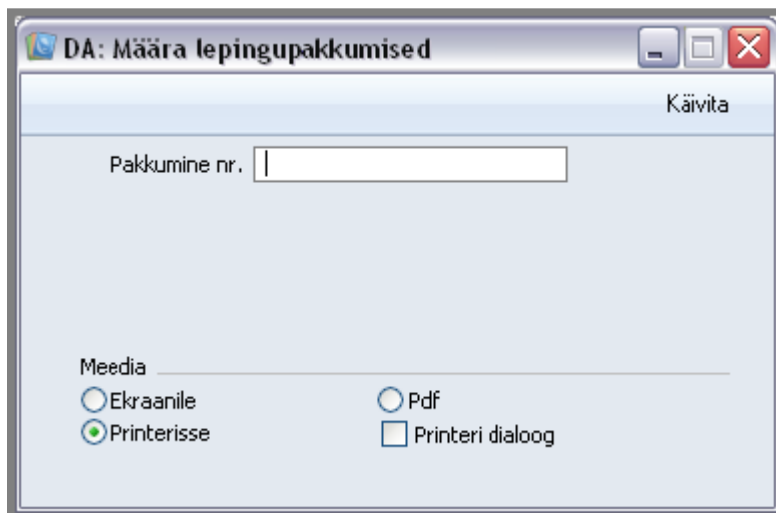 DA: Määra lepingupakkumised
Käivita
Pakkumine nr.
Meedia
Ekraanile
Pdf
Printerisse
Printeri dialoog